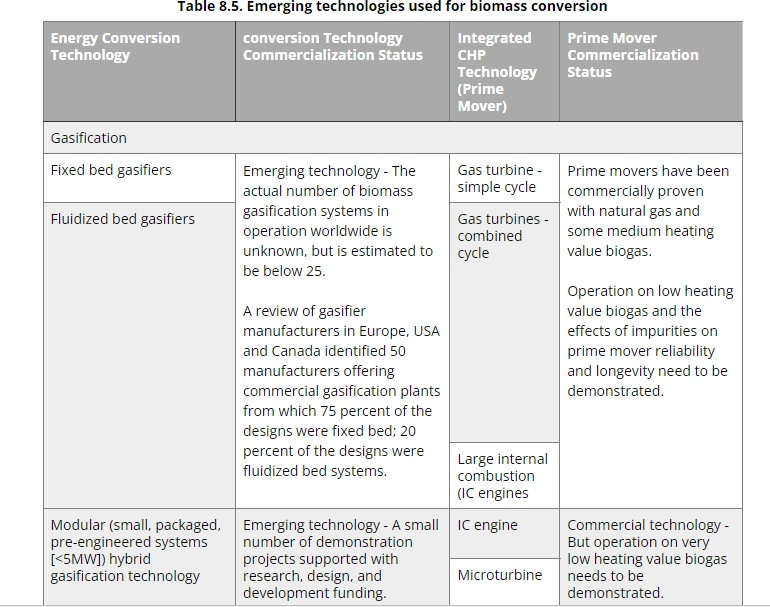 Table 8.5. Emerging technologies used for biomass conversion
Energy Conversion
Technology
conversion Technology
Commercialization Status
Integrated
CHP
Technology
(Prime
Mover)
Prime Mover
Commercialization
Status
Gasification
Fixed bed gasifiers
Fluidized bed gasifiers
Emerging technology - The
actual number of biomass
gasification systems in
operation worldwide is
unknown, but is estimated to
be below 25.
A review of gasifier
manufacturers in Europe, USA
and Canada identified 50
manufacturers offering
commercial gasification plants
from which 75 percent of the
designs were fixed bed; 20
percent of the designs were
fluidized bed systems.
Gas turbine -
simple cycle
Gas turbines -
combined
cycle
Large internal
combustion
(IC engines
Prime movers have been
commercially proven
with natural gas and
some medium heating
value biogas.
Operation on low heating
value biogas and the
effects of impurities on
prime mover reliability
and longevity need to be
demonstrated.
Modular (small, packaged,
pre-engineered systems
[<5MW]) hybrid
gasification technology
Emerging technology - A small
number of demonstration
projects supported with
research, design, and
development funding.
IC engine
Microturbine
Commercial technology -
But operation on very
low heating value biogas
needs to be
demonstrated.